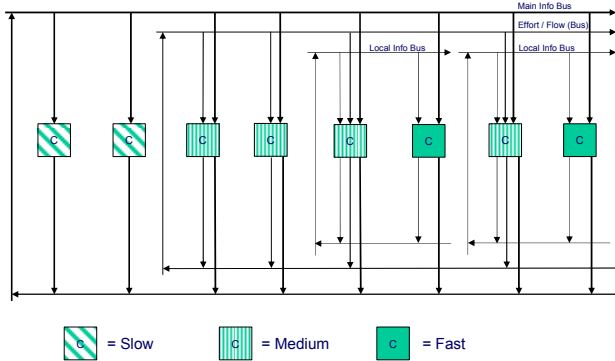 Main Info Bus
Effort / Flow (Bus)
Local Info Bus Local Info Bus
C C C C C C C C
C = Slow C = Medium C = Fast